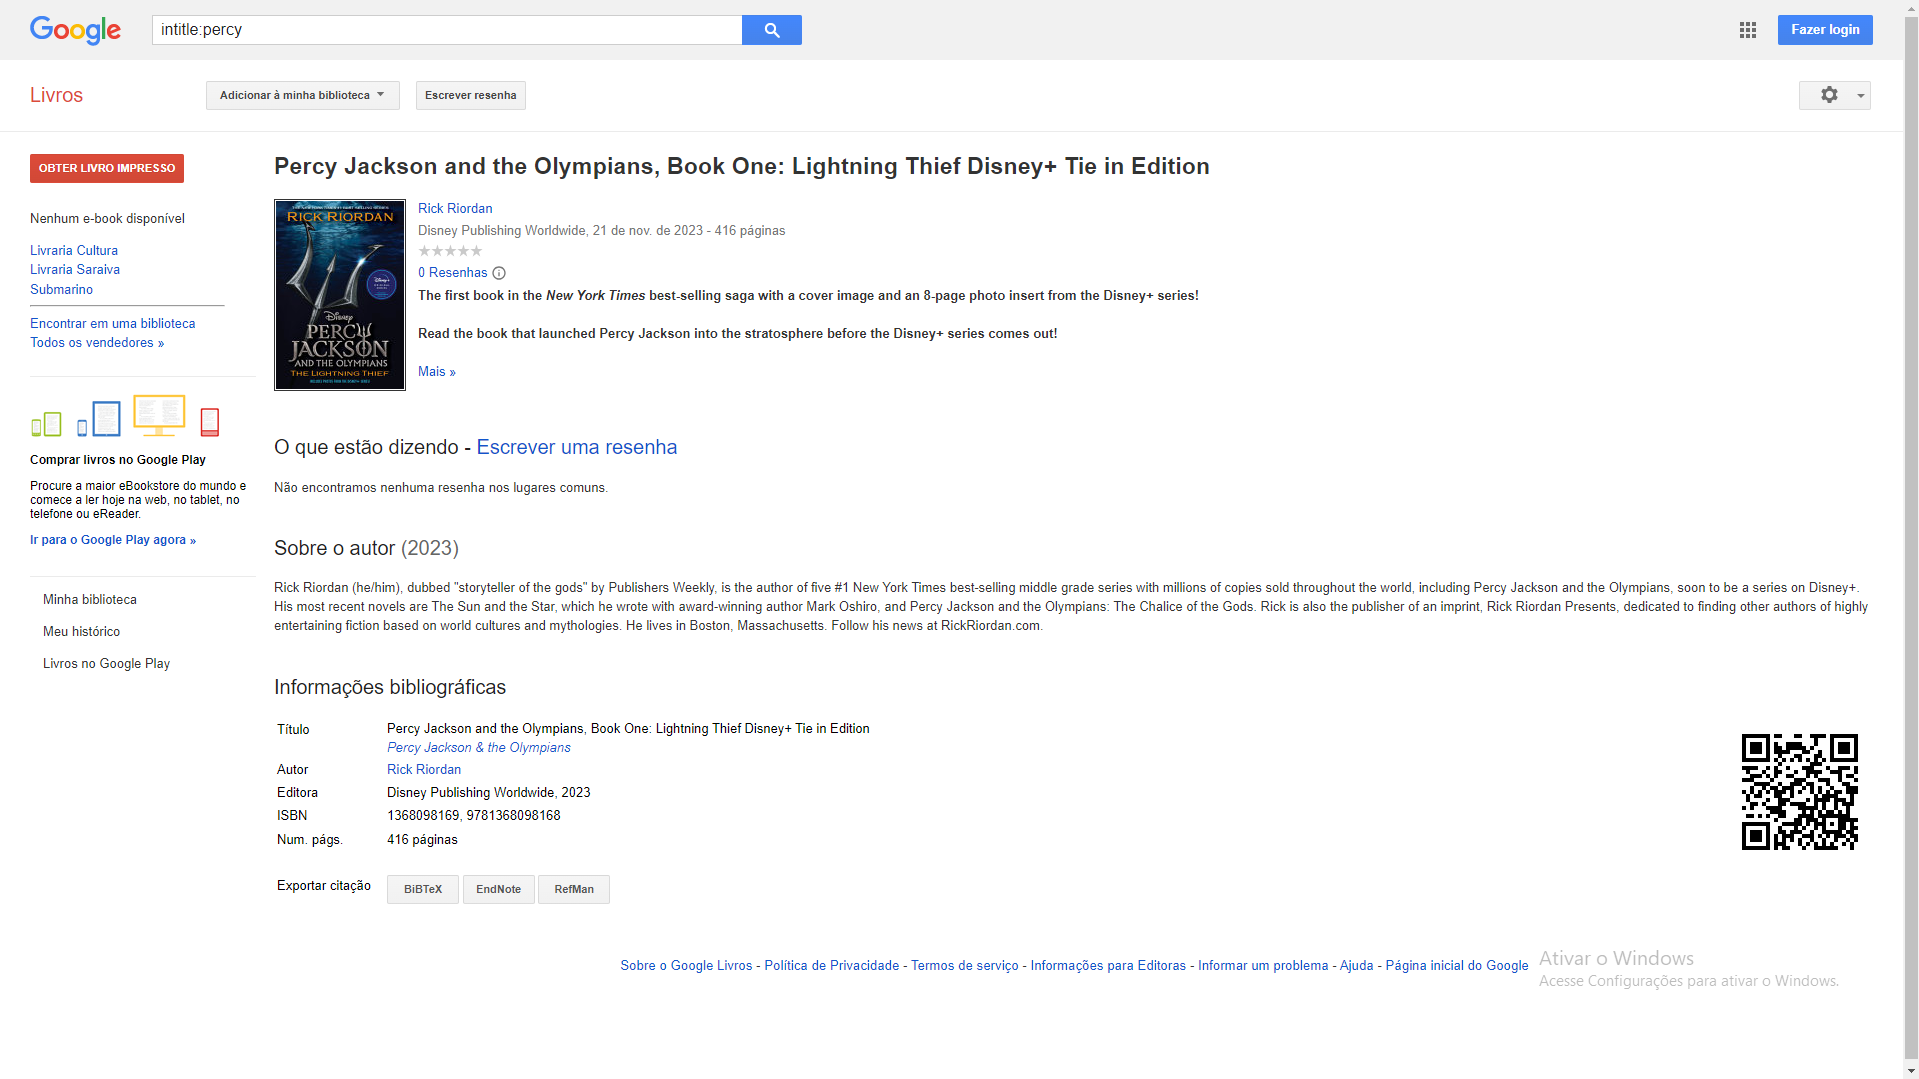 Google
intitle:percy
Fazer login
Livros
Adicionar à minha biblioteca
Escrever resenha
OBTER LIVRO IMPRESSO
Nenhum e-book disponível
Livraria Cultura
Livraria Saraiva
Submarino
Encontrar em uma biblioteca
Todos os vendedores »
Comprar livros no Google Play
Procure a maior eBookstore do mundo e
comece a ler hoje na web, no tablet, no
telefone ou eReader.
Ir para o Google Play agora »
Minha biblioteca
Meu histórico
Livros no Google Play
Percy Jackson and the Olympians, Book One: Lightning Thief Disney+ Tie in Edition
RICK RIORDAN
Disney
PERCY
JACKSON
AND THE OLYMPIANS
THE LIGHTNING THIEF
Rick Riordan
Disney Publishing Worldwide, 21 de nov. de 2023 - 416 páginas
0 Resenhas
The first book in the New York Times best-selling saga with a cover image and an 8-page photo insert from the Disney+ series!
Read the book that launched Percy Jackson into the stratosphere before the Disney+ series comes out!
Mais »
O que estão dizendo - Escrever uma resenha
Não encontramos nenhuma resenha nos lugares comuns.
Sobre o autor (2023)
Rick Riordan (he/him), dubbed "storyteller of the gods" by Publishers Weekly, is the author of five #1 New York Times best-selling middle grade series with millions of copies sold throughout the world, including Percy Jackson and the Olympians, soon to be a series on Disney+.
His most recent novels are The Sun and the Star, which he wrote with award-winning author Mark Oshiro, and Percy Jackson and the Olympians: The Chalice of the Gods. Rick is also the publisher of an imprint, Rick Riordan Presents, dedicated to finding other authors of highly
entertaining fiction based on world cultures and mythologies. He lives in Boston, Massachusetts. Follow his news at RickRiordan.com.
Informações bibliográficas
Título Percy Jackson and the Olympians, Book One: Lightning Thief Disney+ Tie in Edition
Percy Jackson & the Olympians
Autor Rick Riordan
Editora Disney Publishing Worldwide, 2023
ISBN 1368098169, 9781368098168
Num. págs. 416 páginas
Exportar citação BiBTeX EndNote RefMan
Sobre o Google Livros - Política de Privacidade - Termos de serviço - Informações para Editoras - Informar um problema - Ajuda - Página inicial do Google
Ativar o Windows
Acesse Configurações para ativar o Windows.